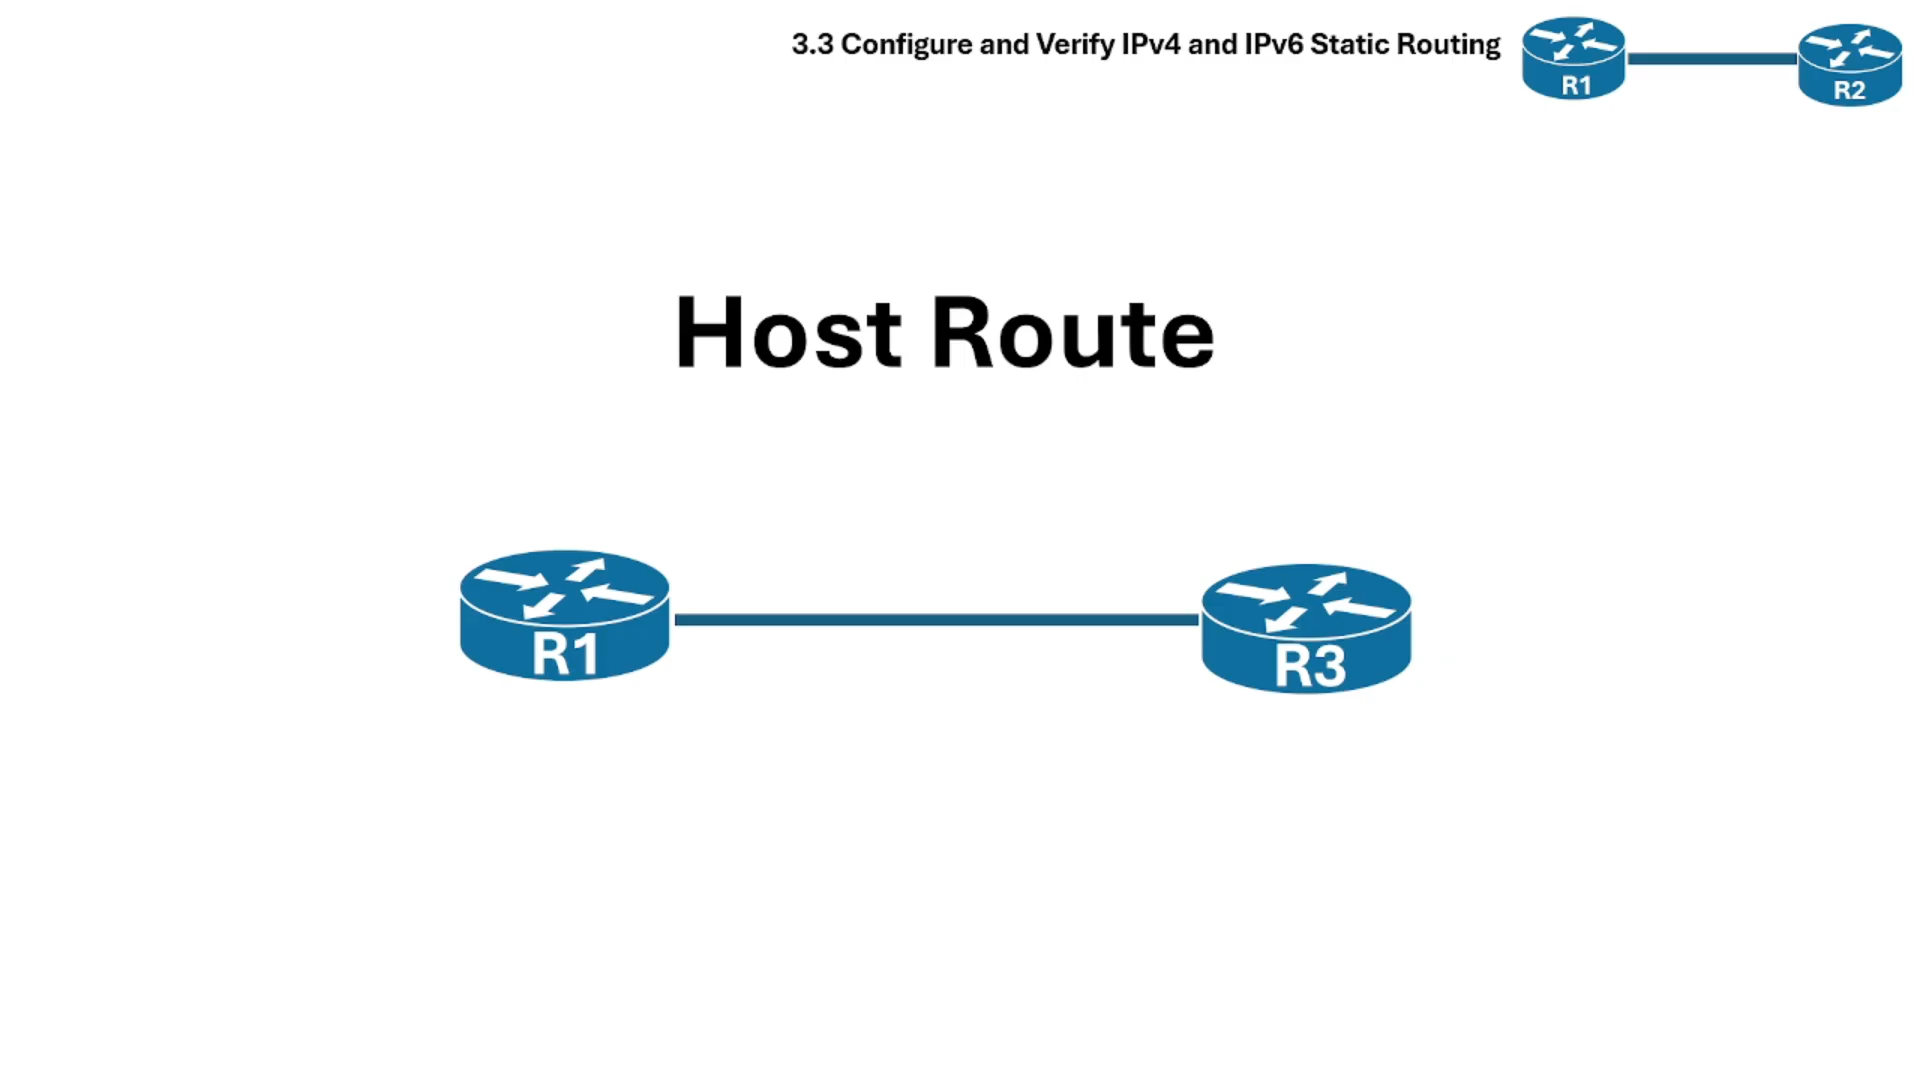 3.3 Configure and Verify IPv4 and IPv6 Static Routing
R1
R2
Host Route
R1
R3